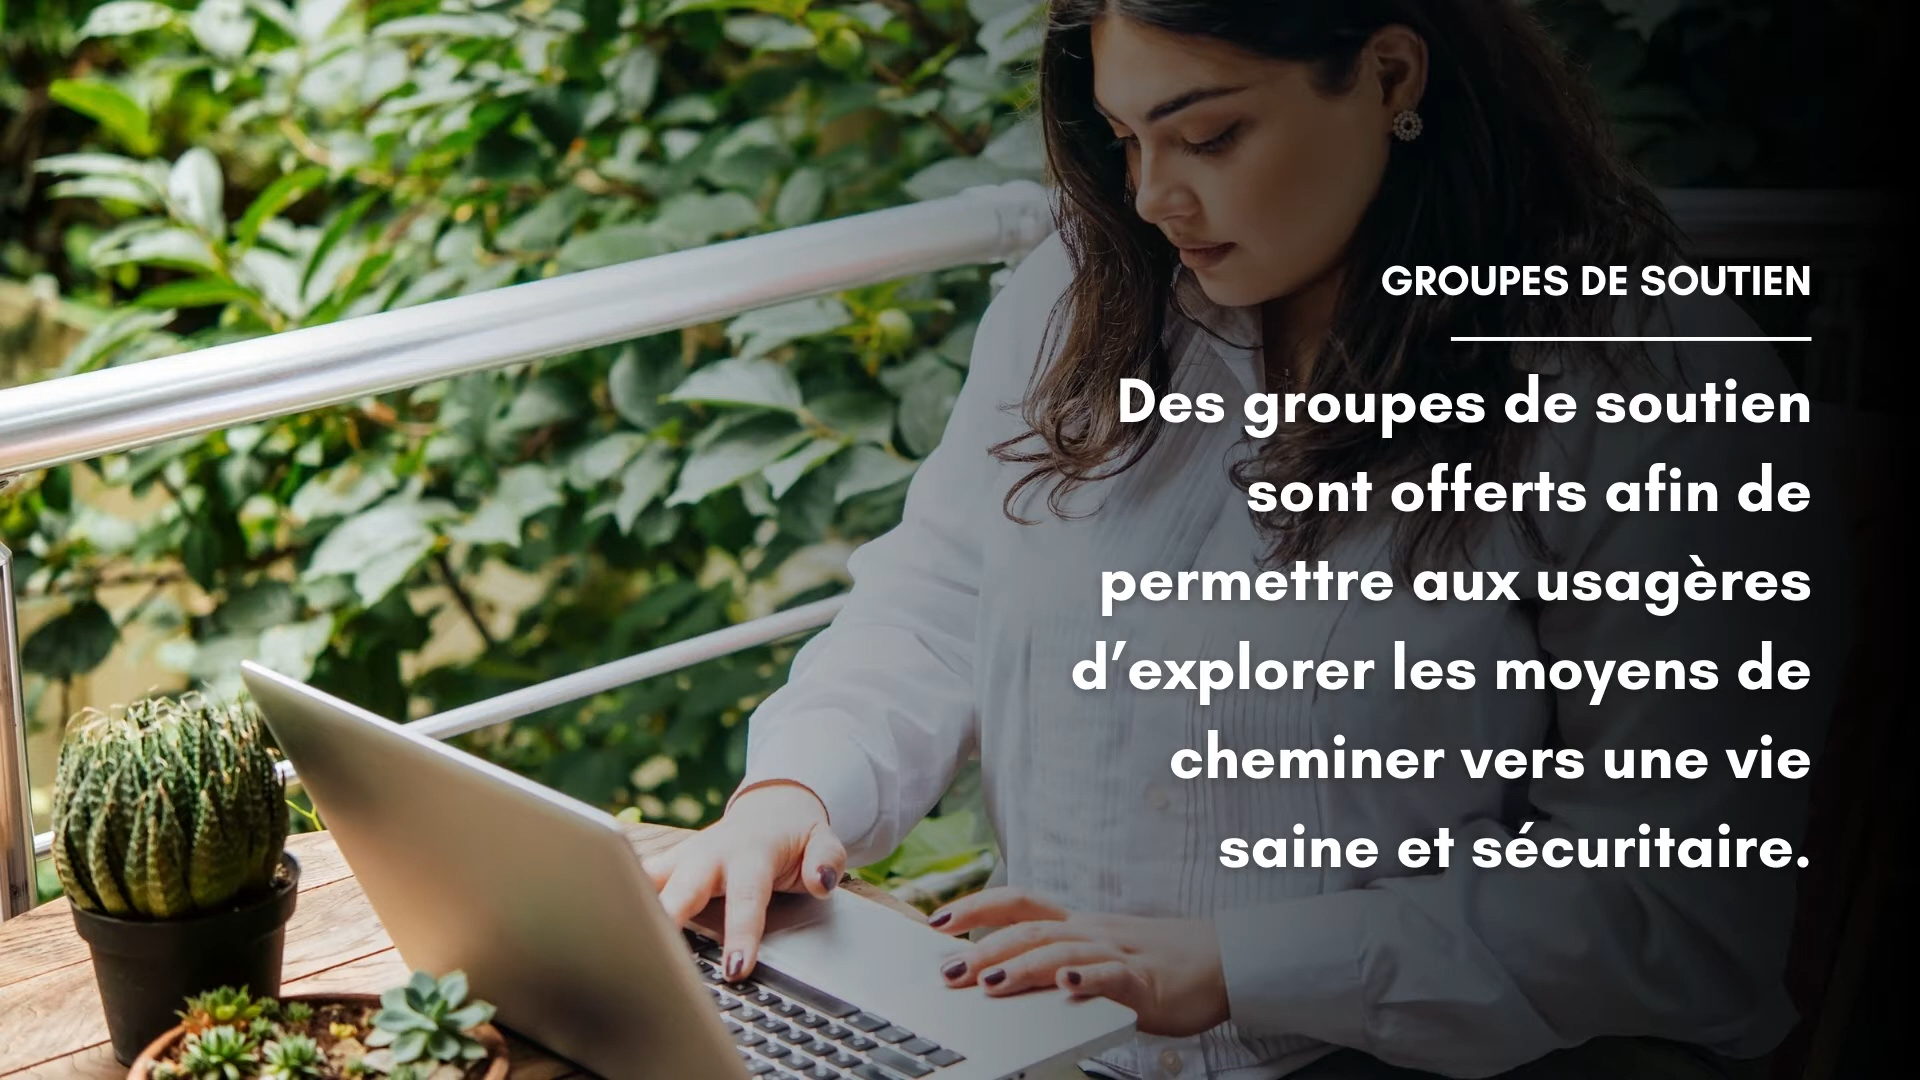 GROUPES DE SOUTIEN
Des groupes de soutien
sont offerts afin de
permettre aux usagères
d’explorer les moyens de
cheminer vers une vie
saine et sécuritaire.